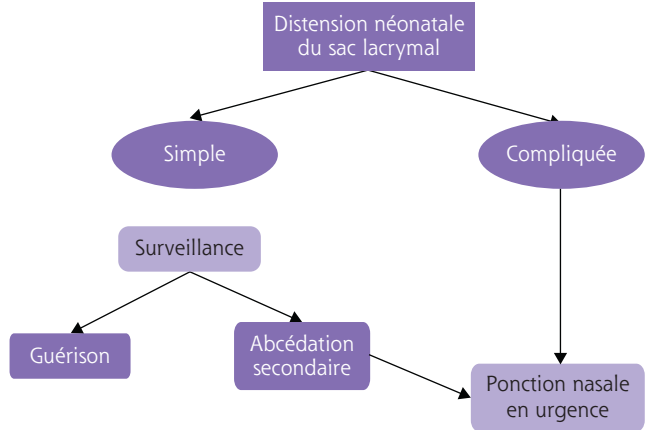 Distension néonatale
du sac lacrymal
Simple
Compliquée
Surveillance
Guérison
Abcédation
secondaire
Ponction nasale
en urgence